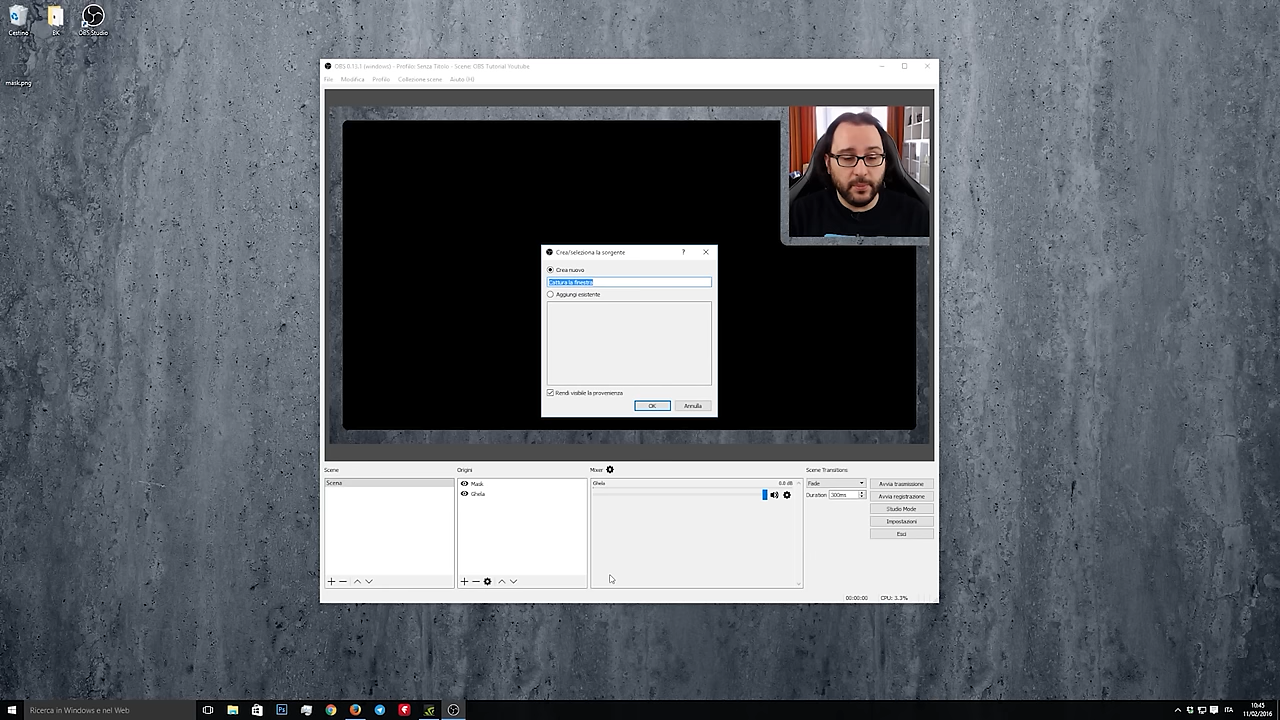 Cestino
BK
OBS Studio
mask.png
OBS 0.13.1 (windows) - Profilo: Senza Titolo - Scene: OBS Tutorial Youtube
File
Modifica
Profilo
Collezione scene
Aiuto (H)
Crea/seleziona la sorgente
?
Crea nuovo
Cattura la finestra
Aggiungi esistente
Rendi visibile la provenienza
OK
Annulla
Scene
Origini
Mixer
Scene Transitions
Scena
Mask
Ghela
Ghela
0.0 dB
Fade
Duration
300ms
Avvia trasmissione
Avvia registrazione
Studio Mode
Impostazioni
Esci
00:00:00
CPU: 3.3%
Ricerca in Windows e nel Web
ITA
10:45
11/02/2016